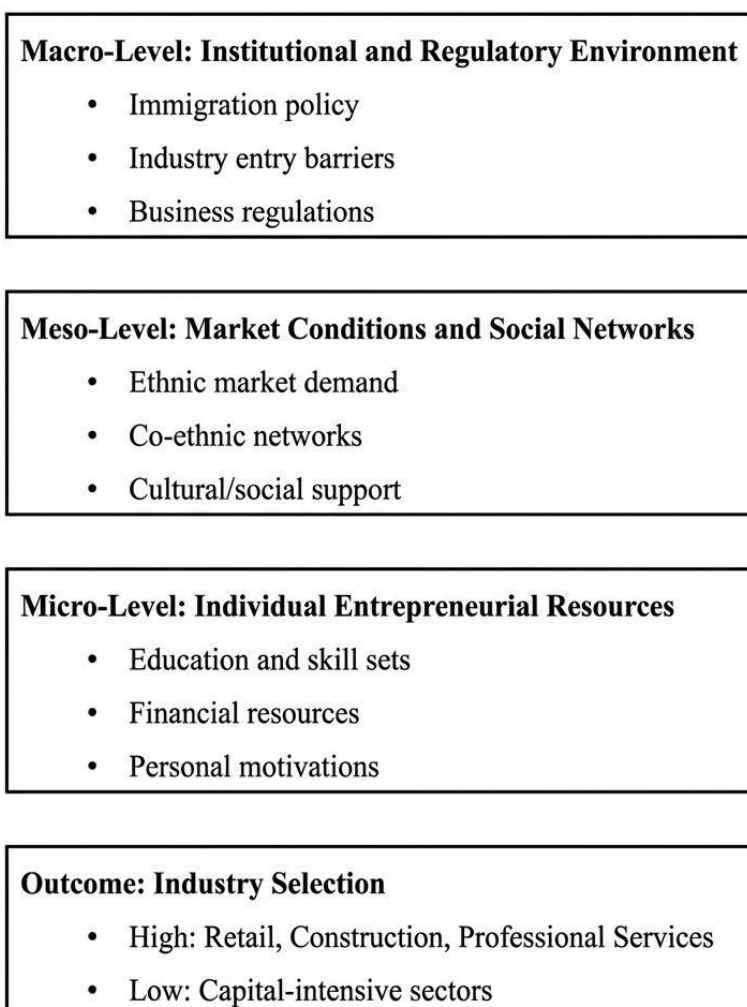 Macro-Level: Institutional and Regulatory Environment
• Immigration policy
• Industry entry barriers
• Business regulations
Meso-Level: Market Conditions and Social Networks
• Ethnic market demand
• Co-ethnic networks
• Cultural/social support
Micro-Level: Individual Entrepreneurial Resources
• Education and skill sets
• Financial resources
• Personal motivations
Outcome: Industry Selection
• High: Retail, Construction, Professional Services
• Low: Capital-intensive sectors